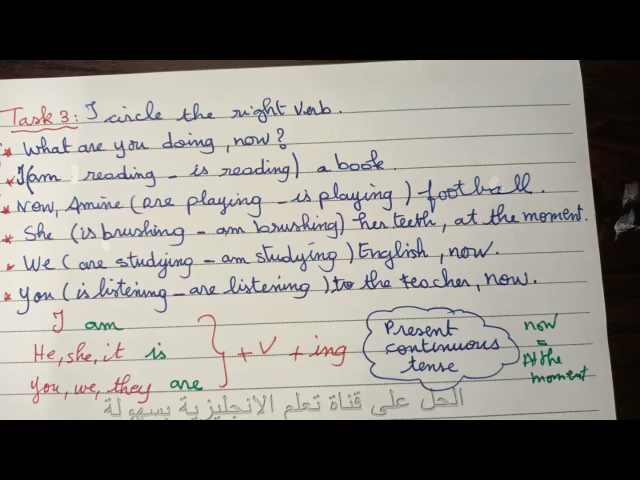 Task 3: I circle the right verb.
* What are you doing, now?
* I (am reading - is reading) a book.
* Now, Amine (are playing - is playing) football.
* She (is brushing - am brushing) her teeth, at the moment.
* We (are studying - am studying) English, now.
* You (is listening - are listening) to the teacher, now.
I am
He, she, it is
You, we, they are
+ V + ing
Present
continuous
tense
now
=
At the
moment
الحل على قناة تعلم الانجليزية بسهولة